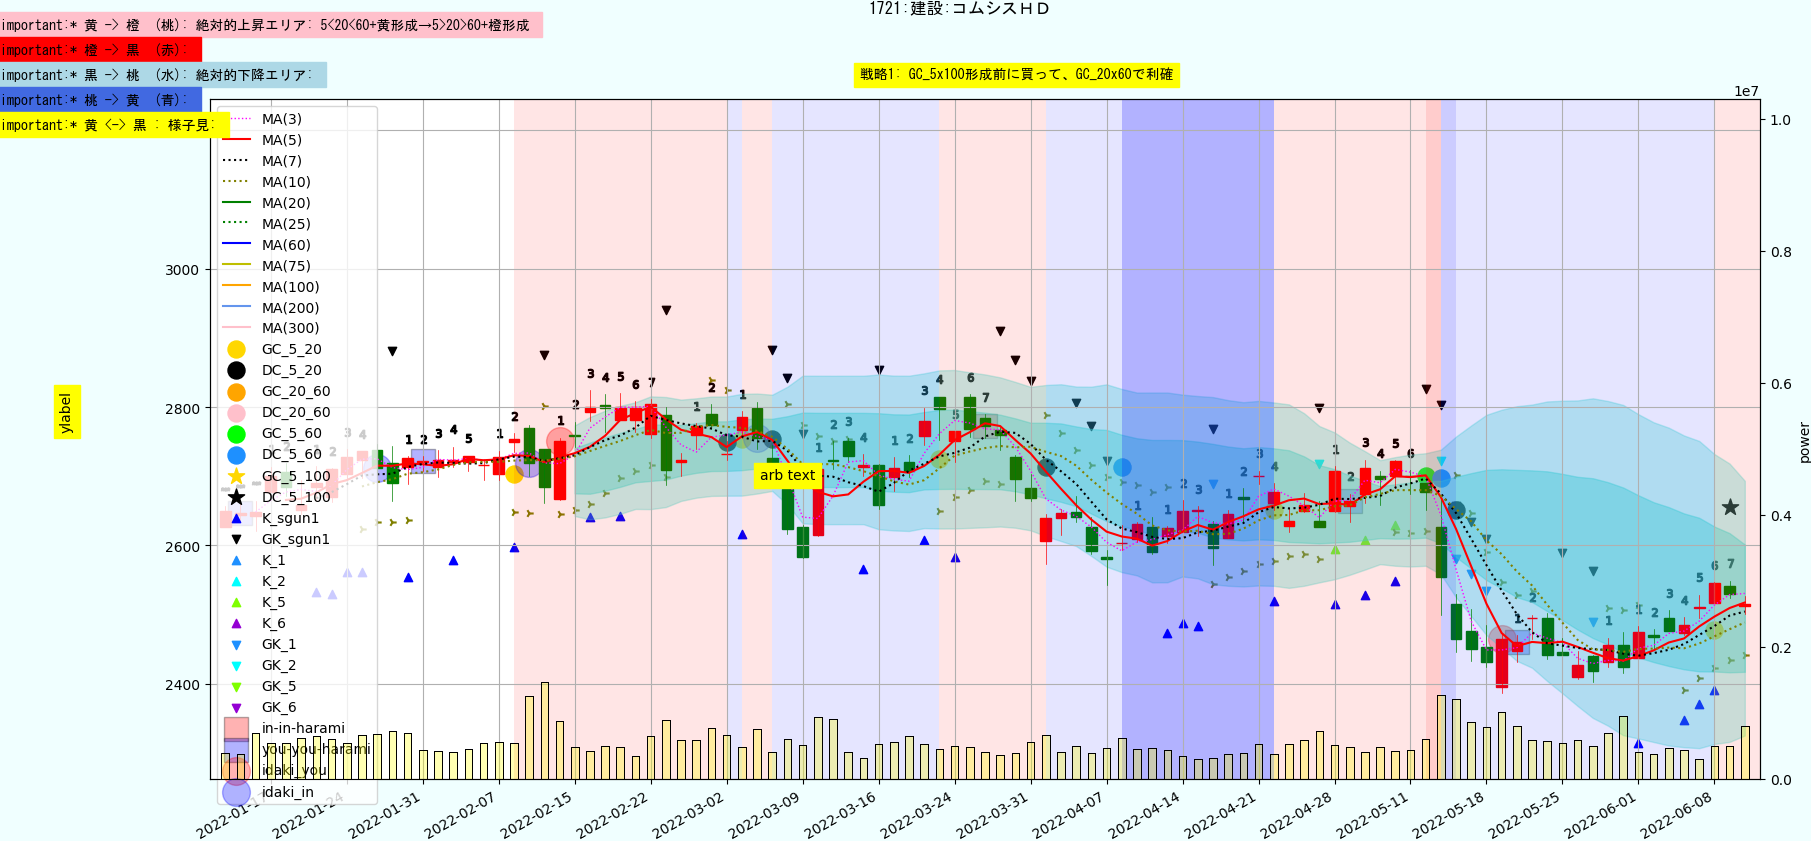 1721:建設:コムシスHD
important:* 黄 -> 橙 (桃): 絶対的上昇エリア: 5<20<60+黄形成→5>20>60+橙形成
important:* 橙 -> 黒 (赤):
important:* 黒 -> 桃 (水): 絶対的下降エリア:
戦略1: GC_5x100形成前に買って、GC_20x60で利確
important:* 桃 -> 黄 (青):
important:* 黄 <-> 黒 : 様子見:
1e7
MA(3)
MA(5)
MA(7)
MA(10)
MA(20)
MA(25)
MA(60)
MA(75)
MA(100)
MA(200)
MA(300)
GC_5_20
DC_5_20
GC_20_60
DC_20_60
GC_5_60
DC_5_60
GC_5_100
DC_5_100
K_sgun1
GK_sgun1
K_1
K_2
K_5
K_6
GK_1
GK_2
GK_5
GK_6
in-in-harami
you-you-harami
idaki_you
idaki_in
ylabel
3000
2800
2600
2400
arb text
1.0
0.8
0.6
0.4
0.2
0.0
power
2022-01-17
2022-01-24
2022-01-31
2022-02-07
2022-02-15
2022-02-22
2022-03-02
2022-03-09
2022-03-16
2022-03-24
2022-03-31
2022-04-07
2022-04-14
2022-04-21
2022-04-28
2022-05-11
2022-05-18
2022-05-25
2022-06-01
2022-06-08